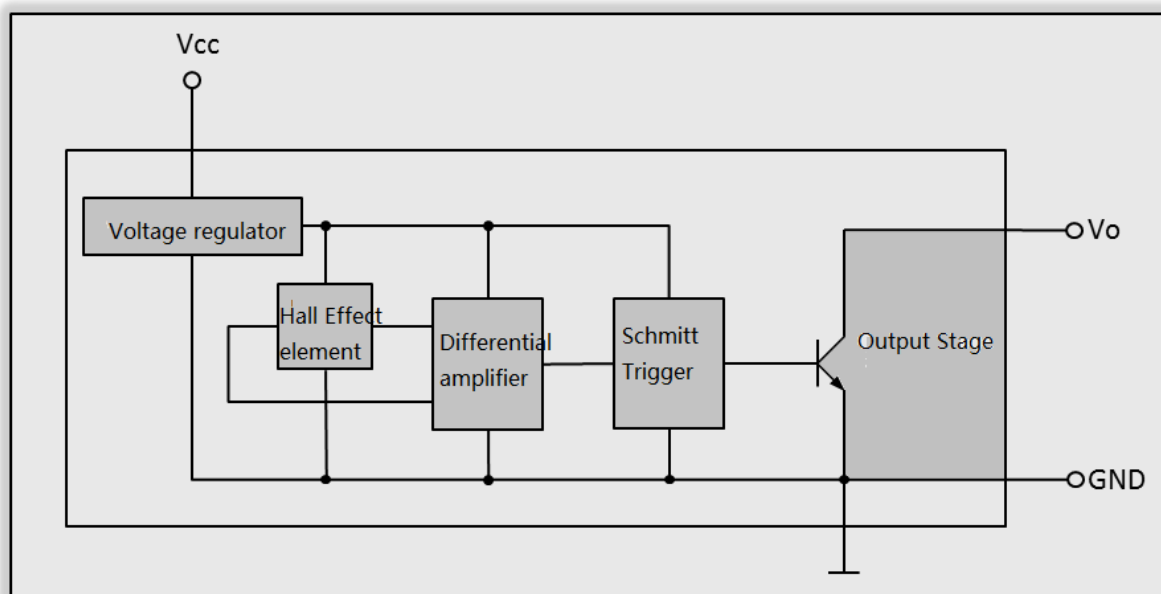 Vcc
Voltage regulator
Vo
Hall Effect
element
Differential
amplifier
Schmitt
Trigger
Output Stage
GND